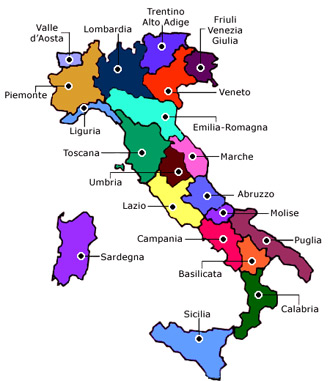 Valle
d'Aosta
Lombardia
Trentino
Alto Adige
Friuli
Venezia
Giulia
Piemonte
Veneto
Liguria
Emilia-Romagna
Toscana
Marche
Umbria
Abruzzo
Lazio
Molise
Campania
Puglia
Sardegna
Basilicata
Calabria
Sicilia